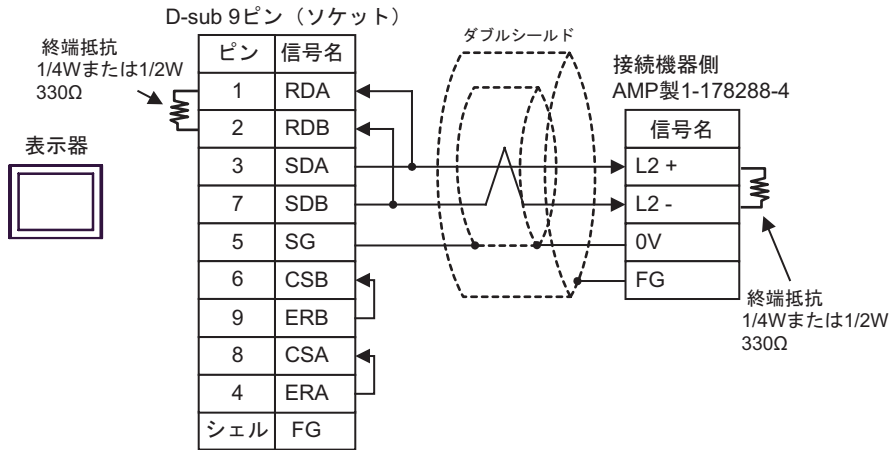 D-sub 9ピン（ソケット）
終端抵抗
1/4Wまたは1/2W
330Ω
表示器
ピン 信号名
1 RDA
2 RDB
3 SDA
7 SDB
5 SG
6 CSB
9 ERB
8 CSA
4 ERA
シェル FG
ダブルシールド
接続機器側
AMP製1-178288-4
信号名
L2 +
L2 -
0V
FG
終端抵抗
1/4Wまたは1/2W
330Ω